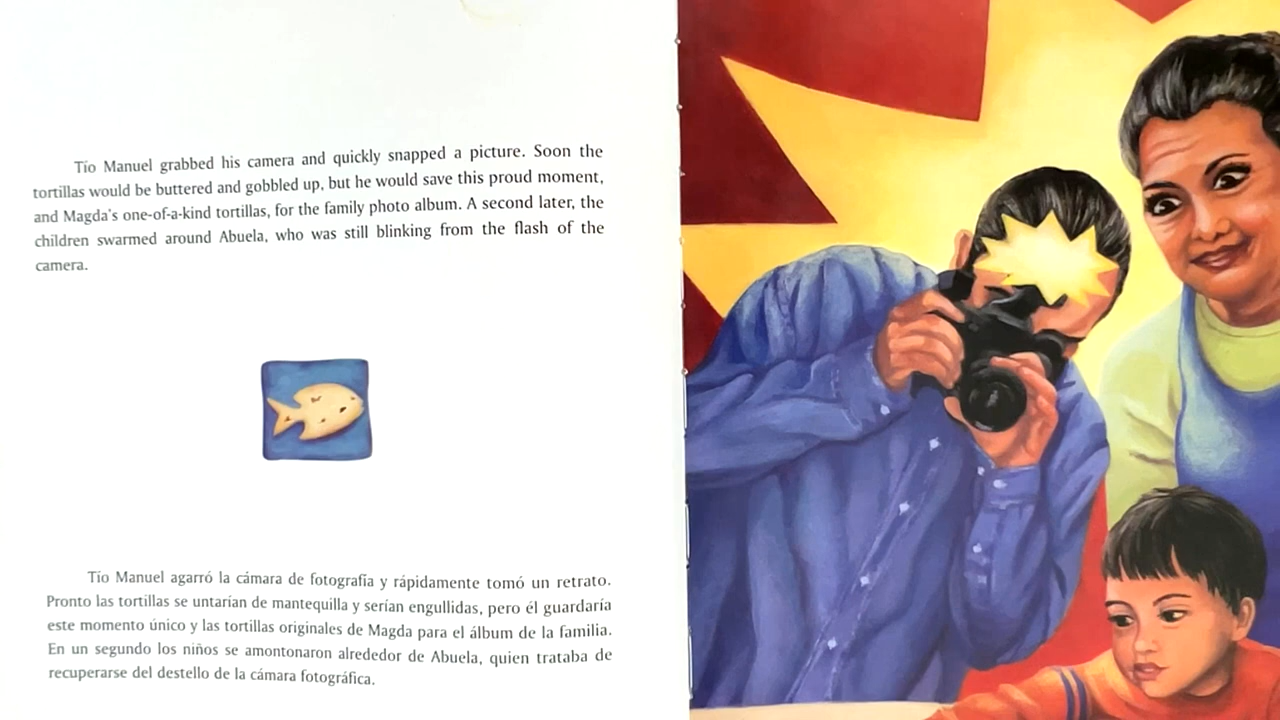 Tío Manuel grabbed his camera and quickly snapped a picture. Soon the
tortillas would be buttered and gobbled up, but he would save this proud moment,
and Magda's one-of-a-kind tortillas, for the family photo album. A second later, the
children swarmed around Abuela, who was still blinking from the flash of the
camera.
Tío Manuel agarró la cámara de fotografía y rápidamente tomó un retrato.
Pronto las tortillas se untarían de mantequilla y serían engullidas, pero él guardaría
este momento único y las tortillas originales de Magda para el álbum de la familia.
En un segundo los niños se amontonaron alrededor de Abuela, quien trataba de
recuperarse del destello de la cámara fotográfica.